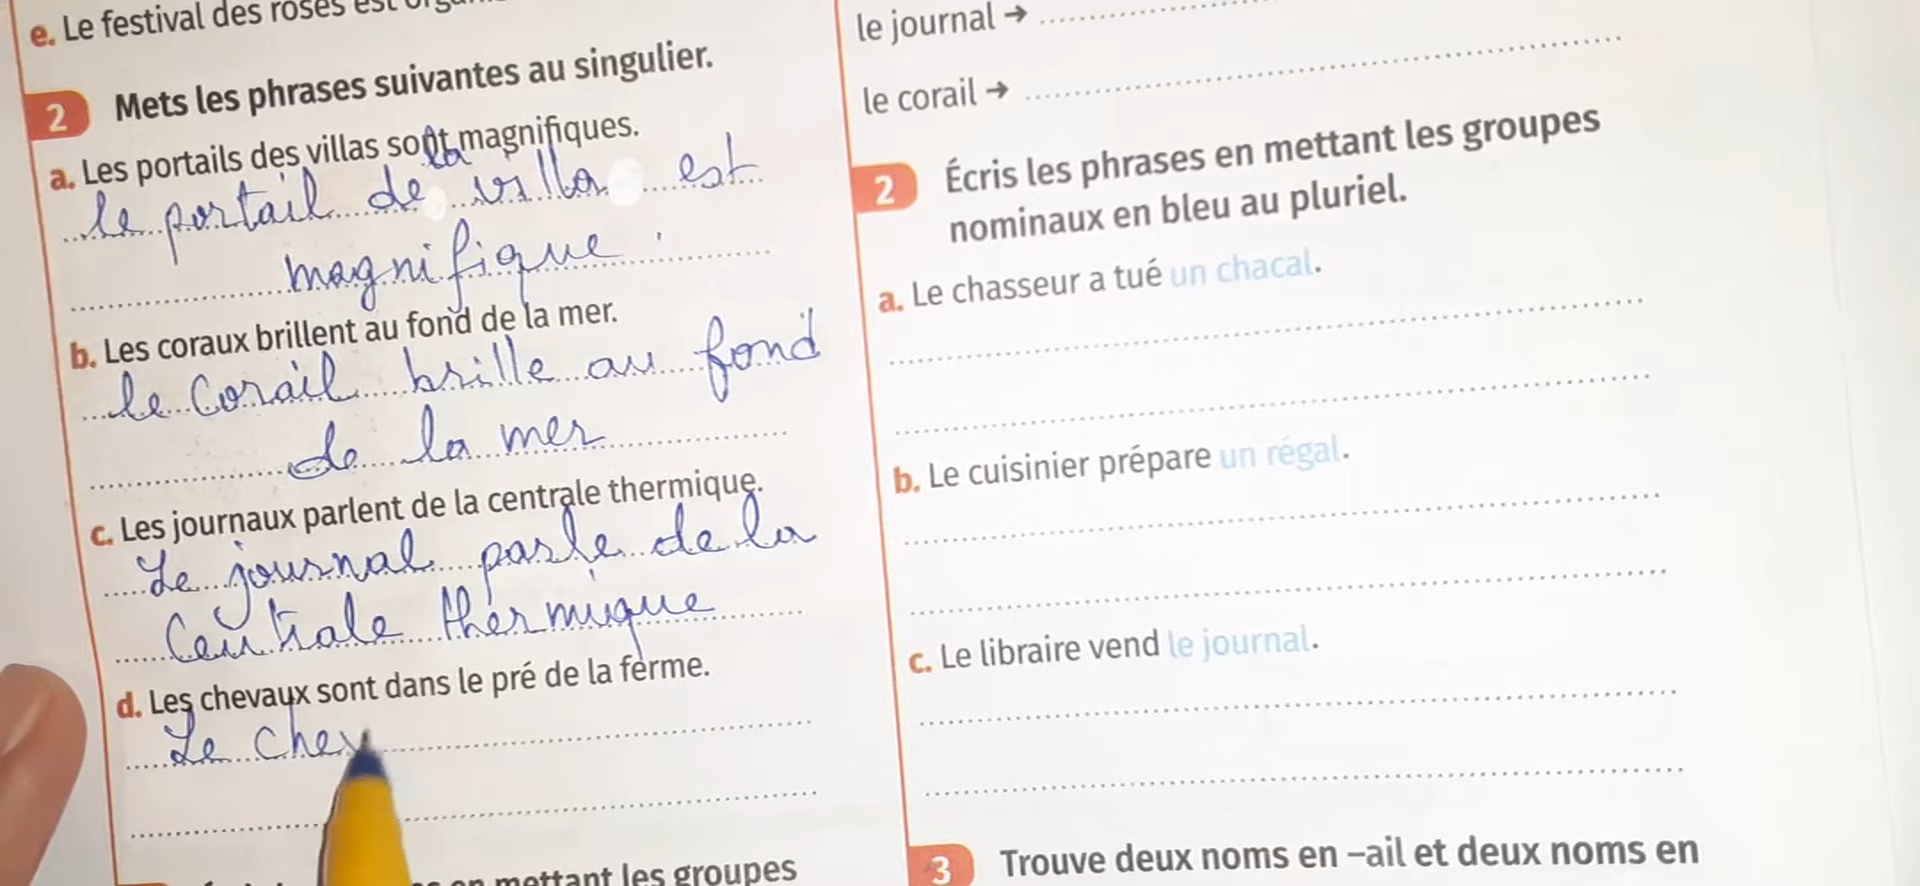 e. Le festival des roses est
2 Mets les phrases suivantes au singulier.
a. Les portails des villas sont magnifiques.
la
le portail de villa est
magnifique.
b. Les coraux brillent au fond de la mer.
le corail brille au fond
de la mer
c. Les journaux parlent de la centrale thermique.
Le journal parle de la
Centrale thermique
d. Les chevaux sont dans le pré de la ferme.
Le chev
mettant les groupes
le journal →
le corail →
2 Écris les phrases en mettant les groupes
nominaux en bleu au pluriel.
a. Le chasseur a tué un chacal.
b. Le cuisinier prépare un régal.
c. Le libraire vend le journal.
3 Trouve deux noms en –ail et deux noms en